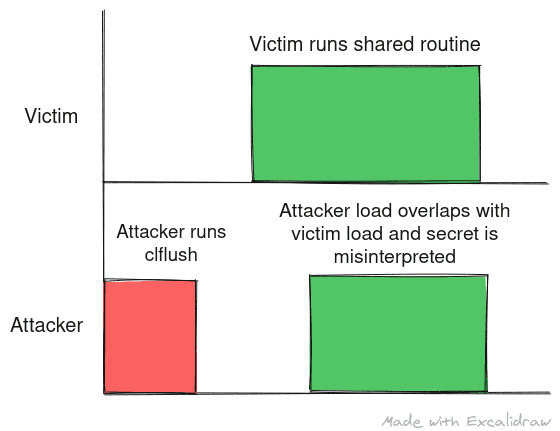 Victim runs shared routine
Victim
Attacker runs
clflush
Attacker load overlaps with
victim load and secret is
misinterpreted
Attacker
Made with Excalidraw